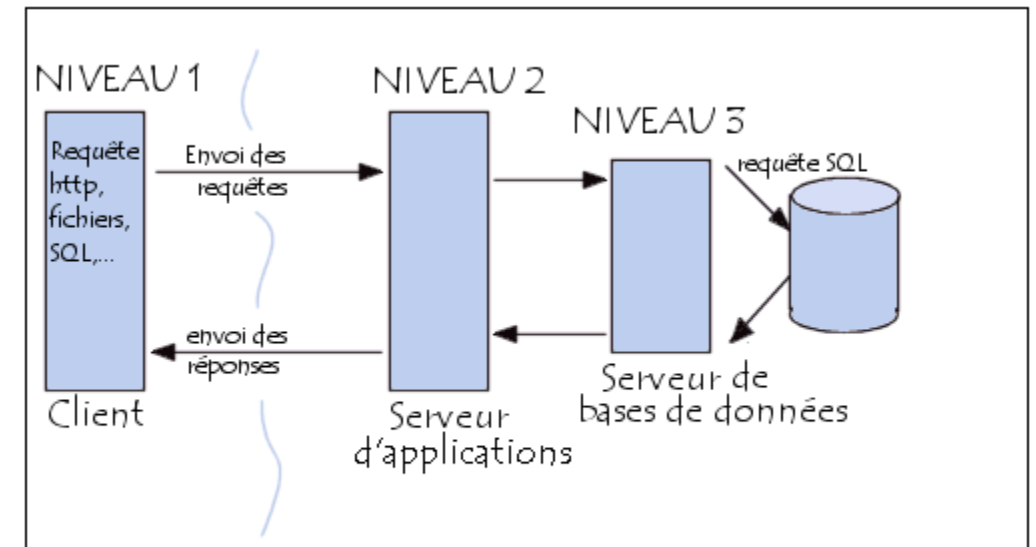 NIVEAU 1
NIVEAU 2
NIVEAU 3
Requête
http,
fichiers,
SQL,...
Envoi des
requêtes
requête SQL
envoi des
réponses
Client
Serveur
d'applications
Serveur de
bases de données